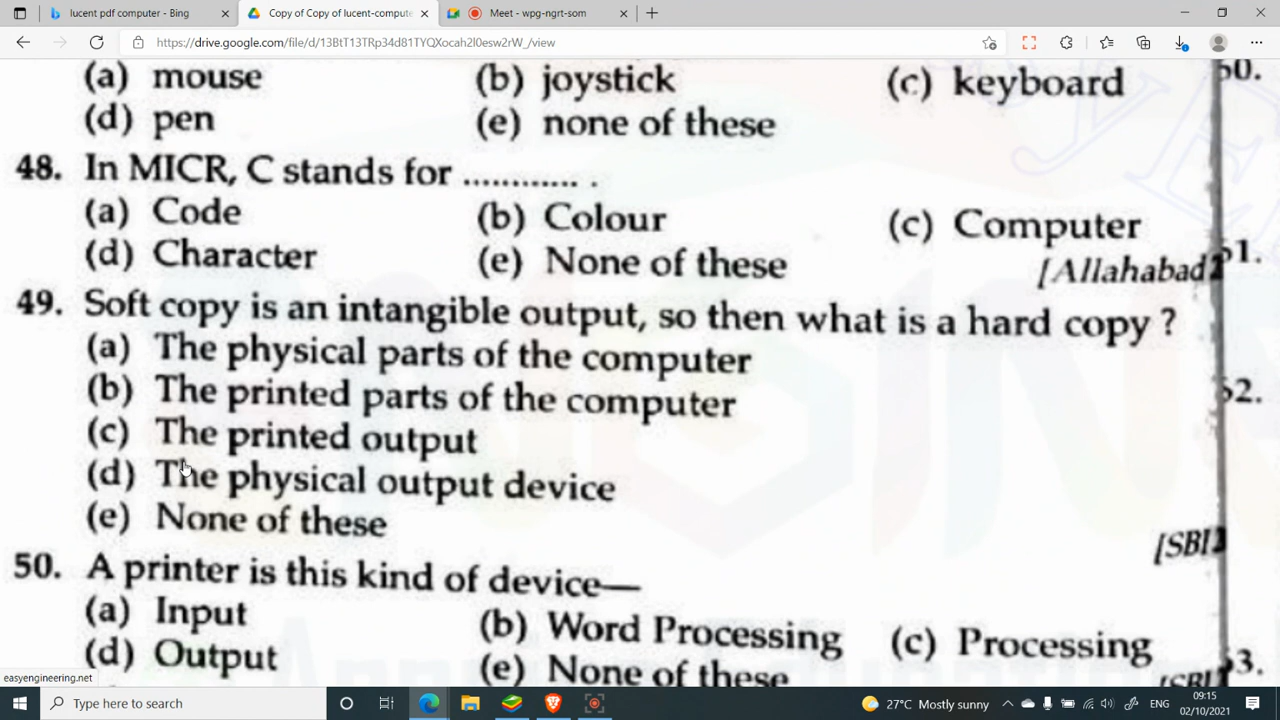 lucent pdf computer - Bing
Copy of Copy of lucent-compute
Meet - wpg-ngrt-som
https://drive.google.com/file/d/13BtT13TRp34d81TYQXocah2l0esw2rW_/view
(a) mouse (b) joystick (c) keyboard
(d) pen (e) none of these
48. In MICR, C stands for ............ .
(a) Code (b) Colour (c) Computer
(d) Character (e) None of these
[Allahabad
49. Soft copy is an intangible output, so then what is a hard copy ?
(a) The physical parts of the computer
(b) The printed parts of the computer
(c) The printed output
(d) The physical output device
(e) None of these
[SBI
50. A printer is this kind of device—
(a) Input (b) Word Processing (c) Processing
(d) Output (e) None of these
easyengineering.net
Type here to search
27°C Mostly sunny
ENG
09:15
02/10/2021